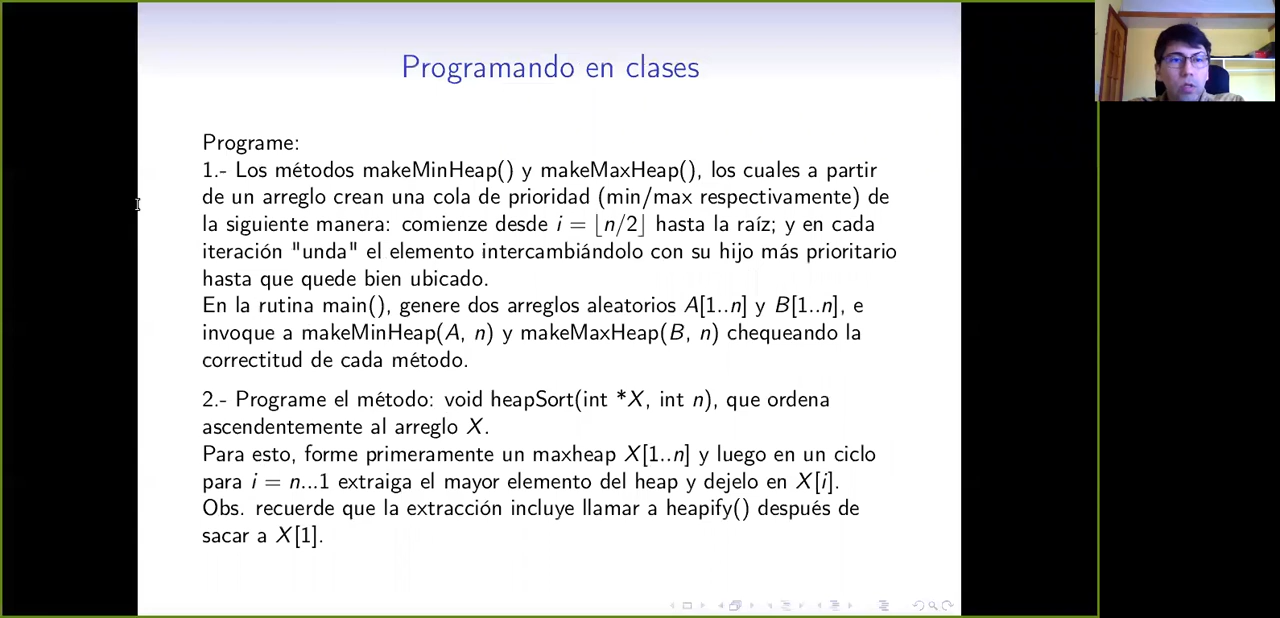 Programando en clases
Programe:
1.- Los métodos makeMinHeap() y makeMaxHeap(), los cuales a partir
de un arreglo crean una cola de prioridad (min/max respectivamente) de
la siguiente manera: comienze desde i = ⌊n/2⌋ hasta la raíz; y en cada
iteración "unda" el elemento intercambiándolo con su hijo más prioritario
hasta que quede bien ubicado.
En la rutina main(), genere dos arreglos aleatorios A[1..n] y B[1..n], e
invoque a makeMinHeap(A, n) y makeMaxHeap(B, n) chequeando la
correctitud de cada método.
2.- Programe el método: void heapSort(int *X, int n), que ordena
ascendentemente al arreglo X.
Para esto, forme primeramente un maxheap X[1..n] y luego en un ciclo
para i = n...1 extraiga el mayor elemento del heap y dejelo en X[i].
Obs. recuerde que la extracción incluye llamar a heapify() después de
sacar a X[1].